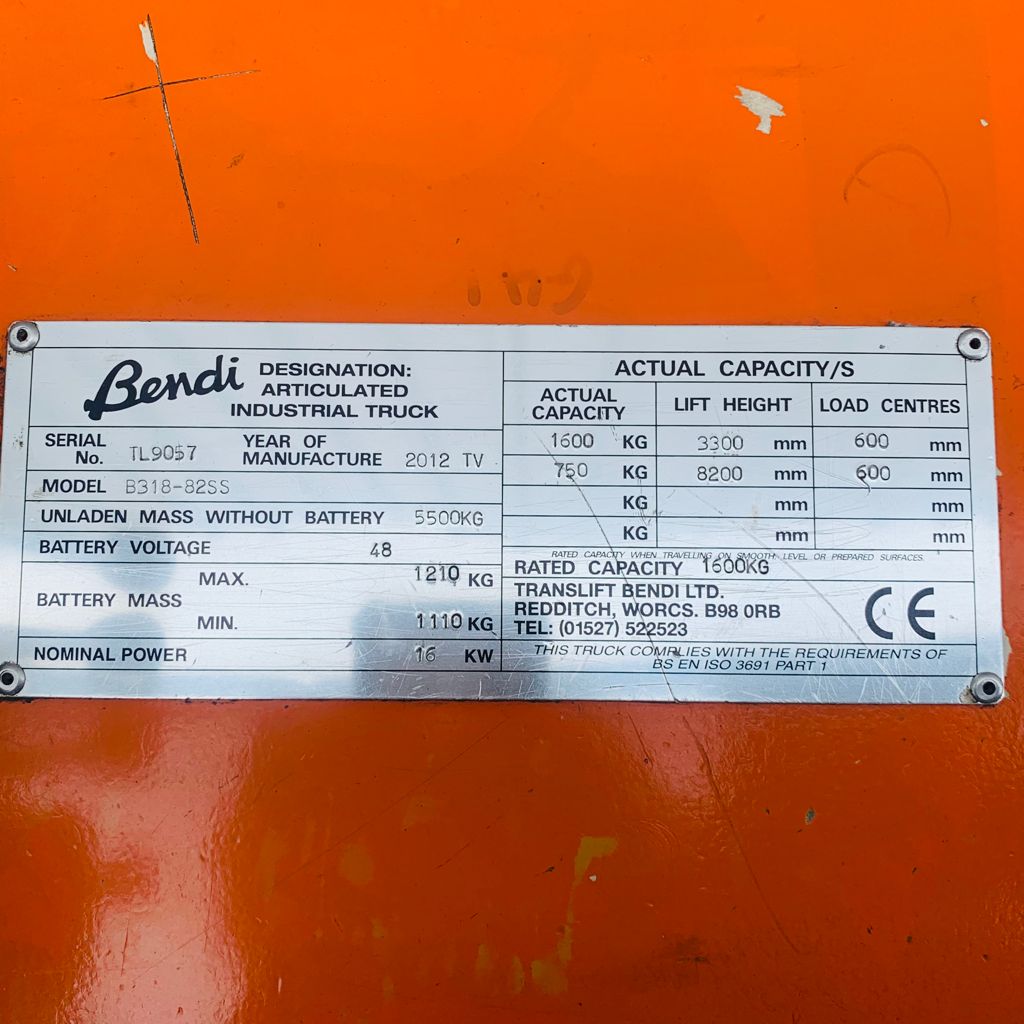 Bendi DESIGNATION:
ARTICULATED
INDUSTRIAL TRUCK
SERIAL No. TL9057 YEAR OF MANUFACTURE 2012 TV
MODEL B318-82SS
UNLADEN MASS WITHOUT BATTERY 5500KG
BATTERY VOLTAGE 48
BATTERY MASS
MAX. 1210 KG
MIN. 1110 KG
NOMINAL POWER 16 KW
ACTUAL CAPACITY/S
ACTUAL CAPACITY LIFT HEIGHT LOAD CENTRES
1600 KG 3300 mm 600 mm
750 KG 8200 mm 600 mm
KG mm mm
KG mm mm
RATED CAPACITY WHEN TRAVELLING ON SMOOTH, LEVEL OR PREPARED SURFACES.
RATED CAPACITY 1600KG
TRANSLIFT BENDI LTD.
REDDITCH, WORCS. B98 0RB
TEL: (01527) 522523
CE
THIS TRUCK COMPLIES WITH THE REQUIREMENTS OF
BS EN ISO 3691 PART 1